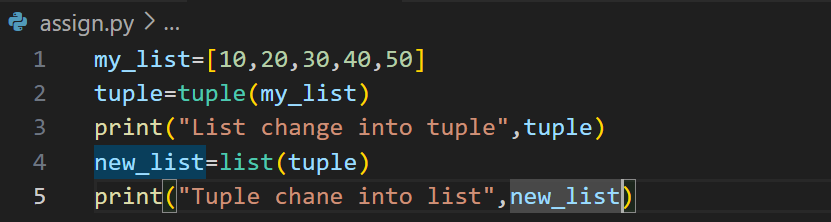 assign.py > ...
1 my_list=[10,20,30,40,50]
2 tuple=tuple(my_list)
3 print("List change into tuple",tuple)
4 new_list=list(tuple)
5 print("Tuple chane into list",new_list)